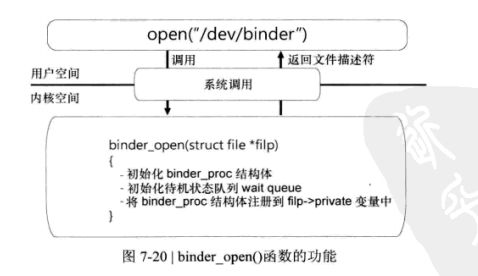 open("/dev/binder")
调用
返回文件描述符
用户空间
系统调用
内核空间
binder_open(struct file *filp)
{
- 初始化 binder_proc 结构体
- 初始化待机状态队列 wait queue
- 将 binder_proc 结构体注册到 filp->private 变量中
}
图 7-20 | binder_open()函数的功能